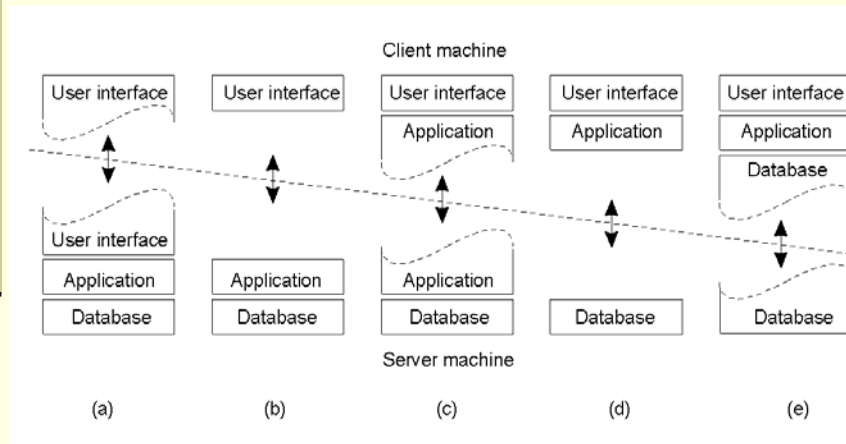 Client machine
User interface User interface User interface User interface User interface
Application Application Application
Database
User interface
Application Application Application
Database Database Database Database Database
Server machine
(a) (b) (c) (d) (e)